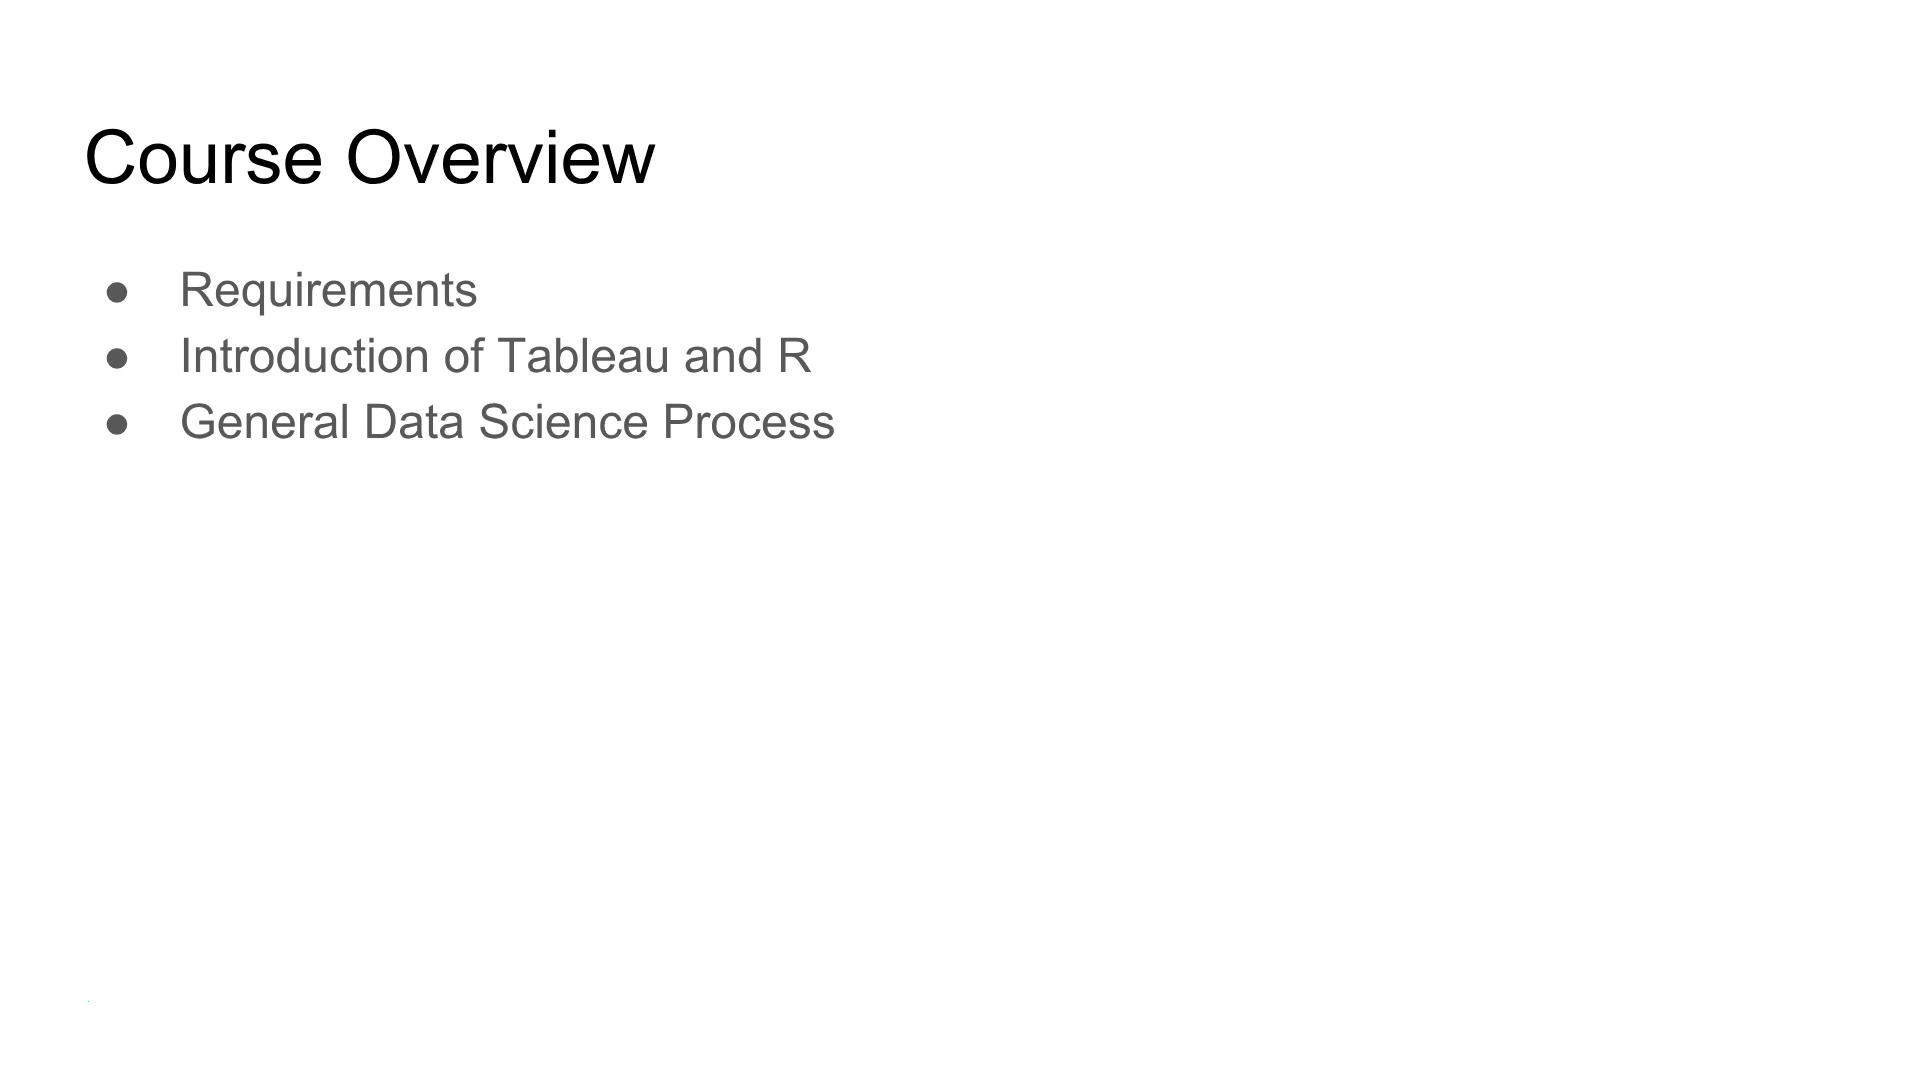 Course Overview
● Requirements
● Introduction of Tableau and R
● General Data Science Process